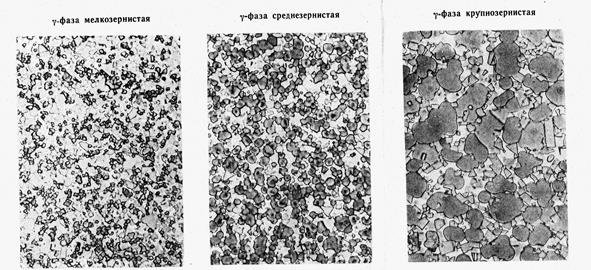 γ-фаза мелкозернистая
γ-фаза среднезернистая
γ-фаза крупнозернистая